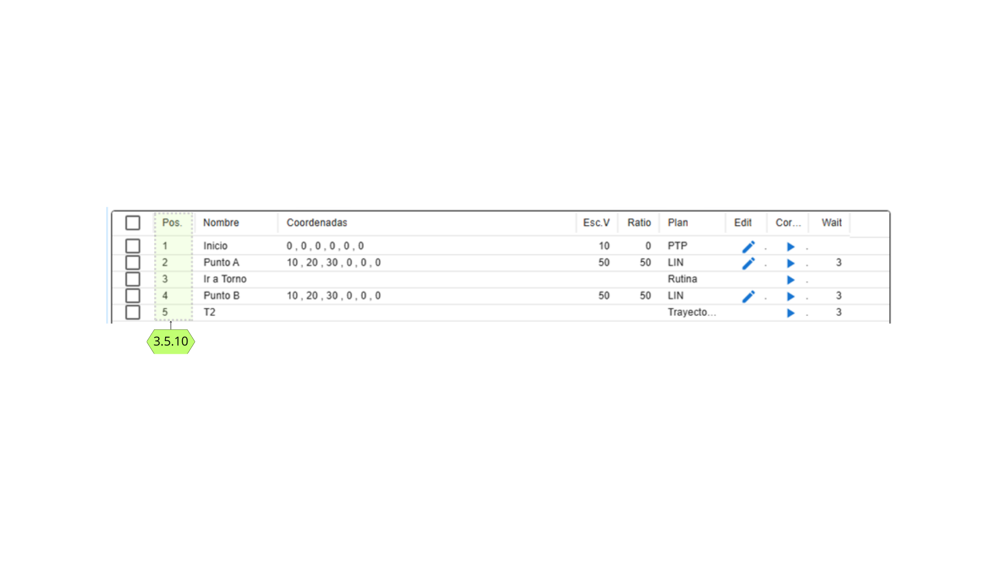 Pos. Nombre Coordenadas Esc.V Ratio Plan Edit Cor... Wait
1 Inicio 0 , 0 , 0 , 0 , 0 , 0 10 0 PTP .  .
2 Punto A 10 , 20 , 30 , 0 , 0 , 0 50 50 LIN . . 3
3 Ir a Torno Rutina .
4 Punto B 10 , 20 , 30 , 0 , 0 , 0 50 50 LIN . . 3
5 T2 Trayecto... . 3
3.5.10